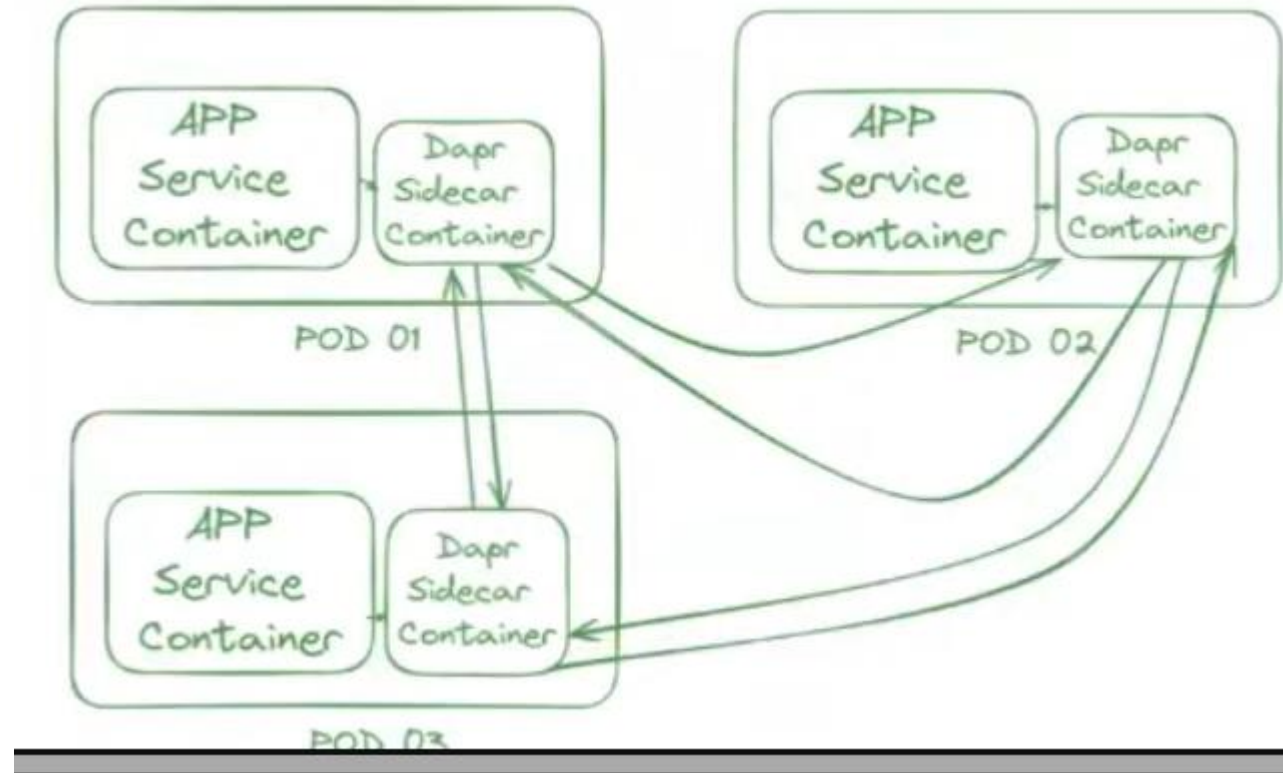 APP
Service
Container
Dapr
Sidecar
Container
POD 01
APP
Service
Container
Dapr
Sidecar
Container
POD 02
APP
Service
Container
Dapr
Sidecar
Container
POD 03